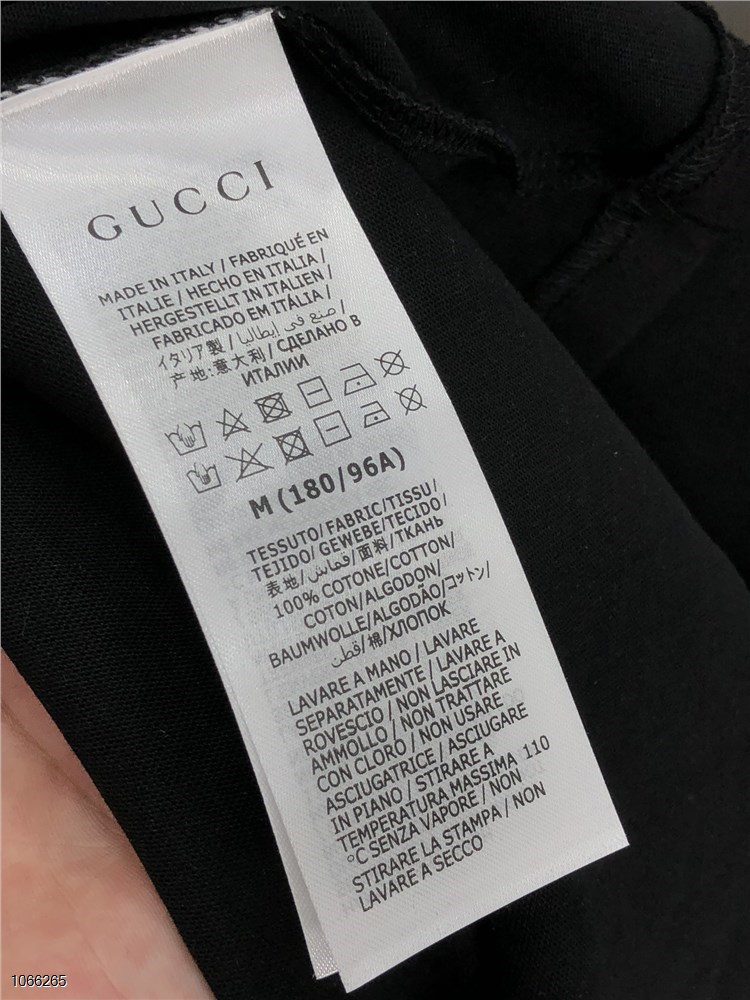 GUCCI
MADE IN ITALY / FABRIQUÉ EN
ITALIE / HECHO EN ITALIA /
HERGESTELLT IN ITALIEN /
FABRICADO EM ITÁLIA /
イタリア製 / صنع في إيطاليا /
产地:意大利 / СДЕЛАНО В
ИТАЛИИ
M (180/96A)
TESSUTO/ FABRIC/TISSU/
TEJIDO/ GEWEBE/TECIDO/
表地/قماش/面料/ТКАНЬ
100% COTONE/COTTON/
COTON/ALGODON/
BAUMWOLLE/ALGODÃO/コットン/
قطن/棉/ХЛОПОК
LAVARE A MANO / LAVARE
SEPARATAMENTE / LAVARE A
ROVESCIO / NON LASCIARE IN
AMMOLLO / NON TRATTARE
CON CLORO / NON USARE
ASCIUGATRICE / ASCIUGARE
IN PIANO / STIRARE A
TEMPERATURA MASSIMA 110
°C SENZA VAPORE / NON
STIRARE LA STAMPA / NON
LAVARE A SECCO
1066265